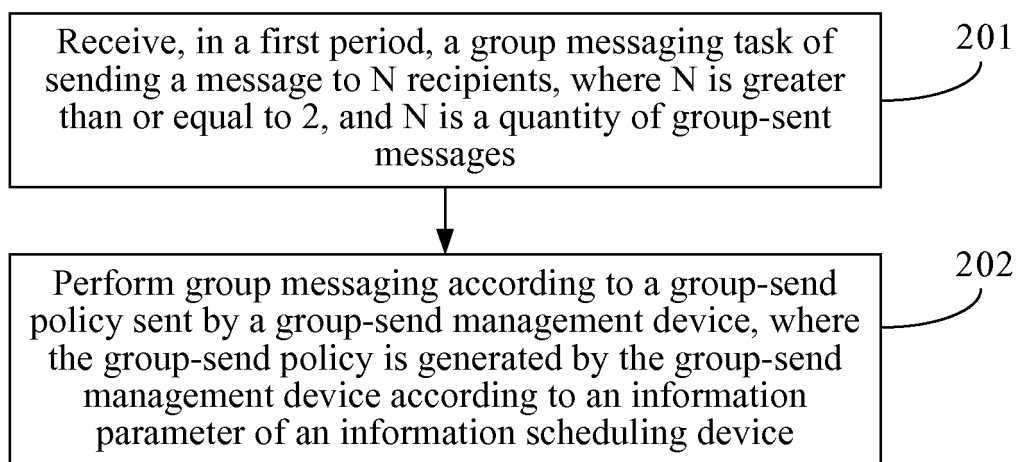 Receive, in a first period, a group messaging task of
sending a message to N recipients, where N is greater
than or equal to 2, and N is a quantity of group-sent
messages
201
Perform group messaging according to a group-send
policy sent by a group-send management device, where
the group-send policy is generated by the group-send
management device according to an information
parameter of an information scheduling device
202